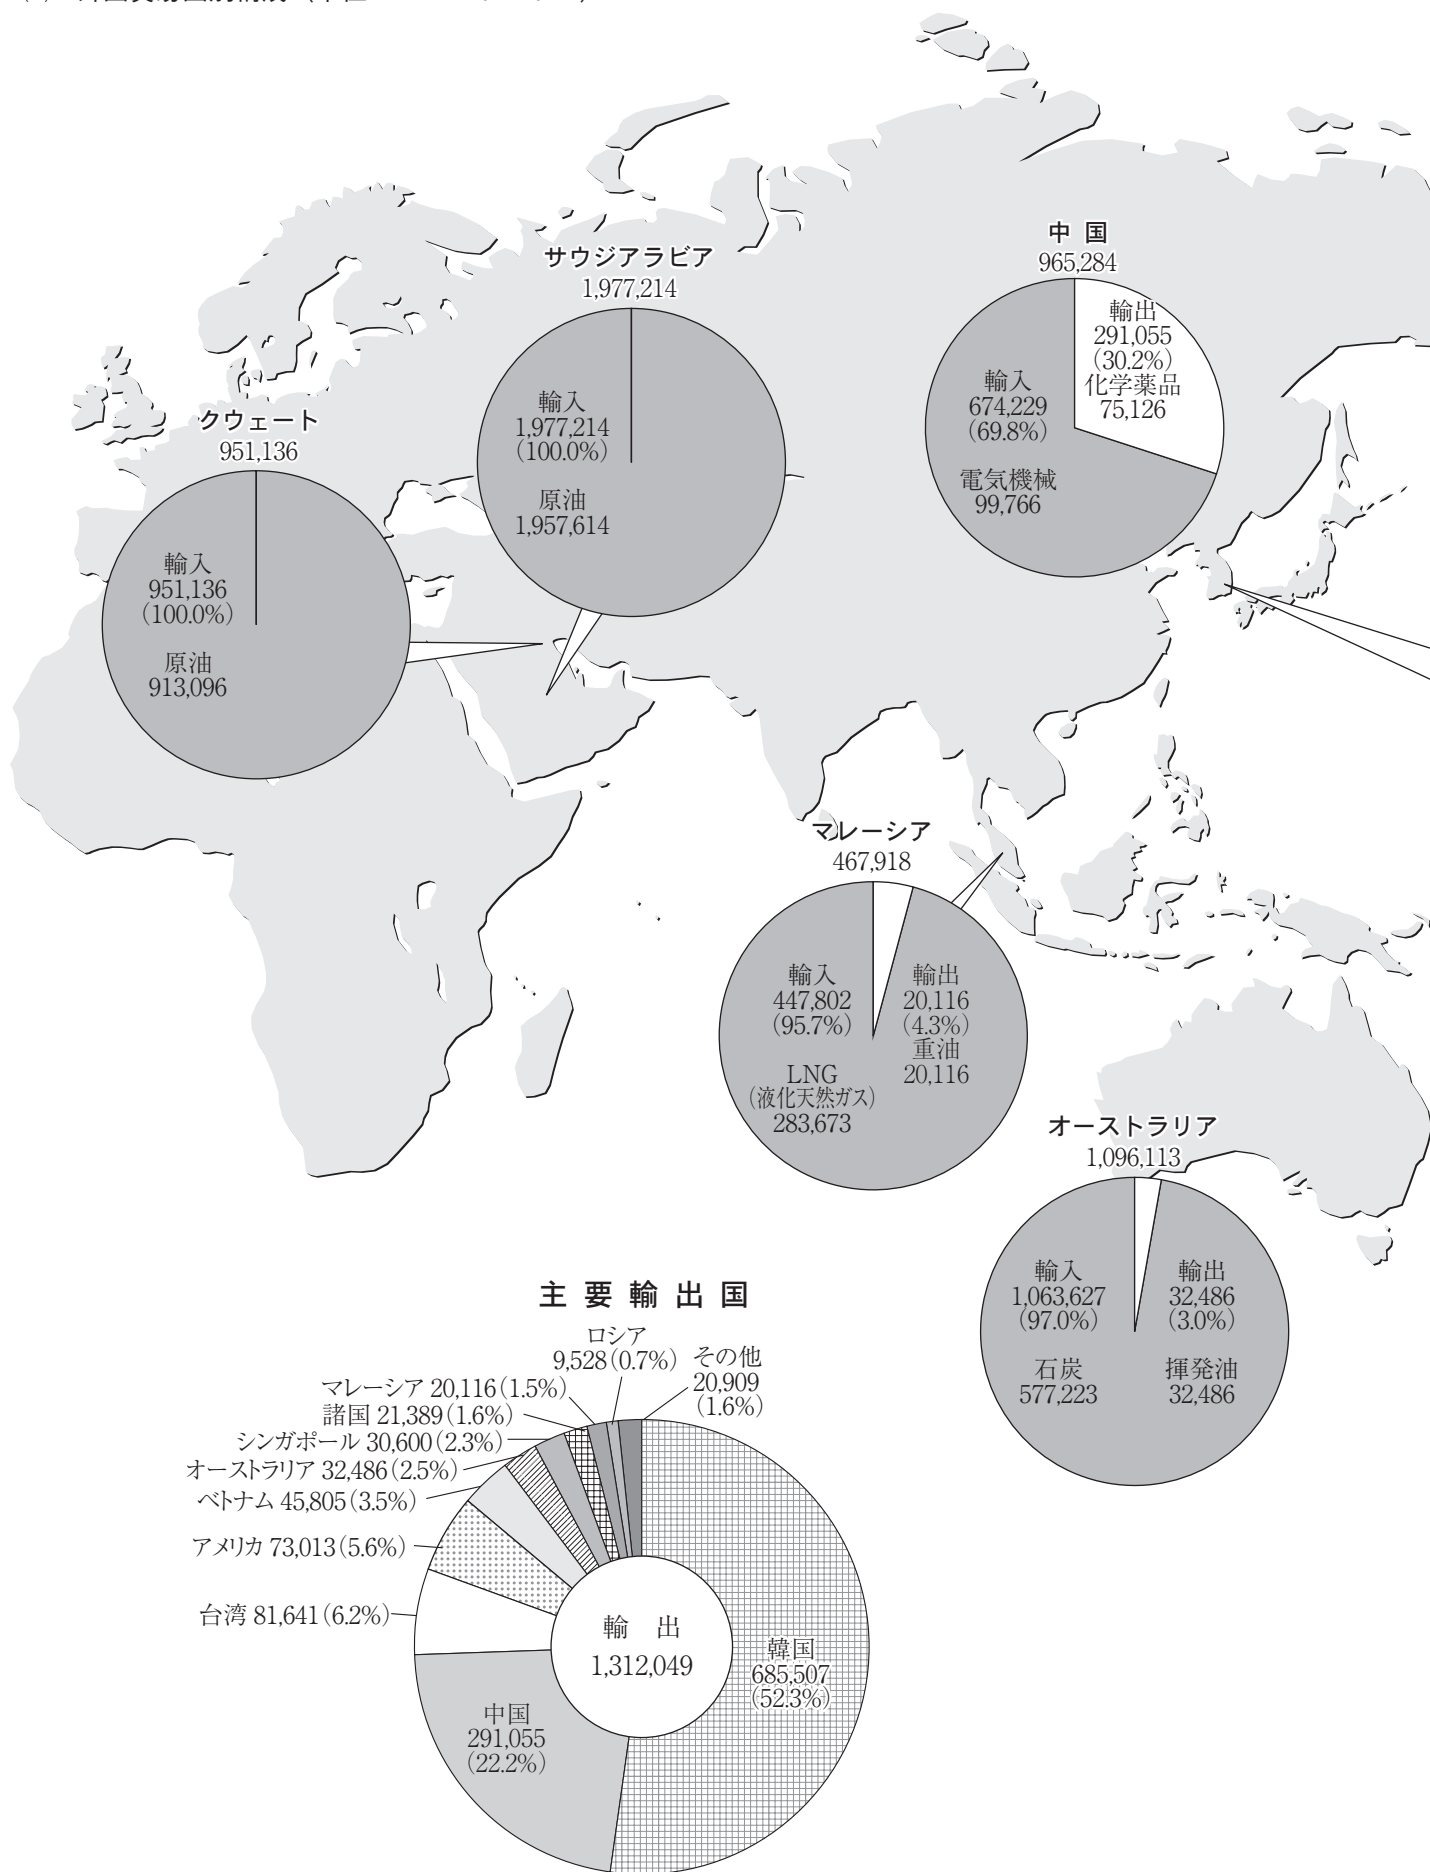 サウジアラビア
1,977,214
輸入
1,977,214
(100.0%)
原油
1,957,614
中 国
965,284
輸出
291,055
(30.2%)
化学薬品
75,126
輸入
674,229
(69.8%)
電気機械
99,766
クウェート
951,136
輸入
951,136
(100.0%)
原油
913,096
マレーシア
467,918
輸入
447,802
(95.7%)
LNG
(液化天然ガス)
283,673
輸出
20,116
(4.3%)
重油
20,116
オーストラリア
1,096,113
輸入
1,063,627
(97.0%)
石炭
577,223
輸出
32,486
(3.0%)
揮発油
32,486
主 要 輸 出 国
ロシア
9,528(0.7%)
その他
20,909
(1.6%)
マレーシア 20,116(1.5%)
諸国 21,389(1.6%)
シンガポール 30,600(2.3%)
オーストラリア 32,486(2.5%)
ベトナム 45,805(3.5%)
アメリカ 73,013(5.6%)
台湾 81,641(6.2%)
輸 出
1,312,049
韓国
685,507
(52.3%)
中国
291,055
(22.2%)